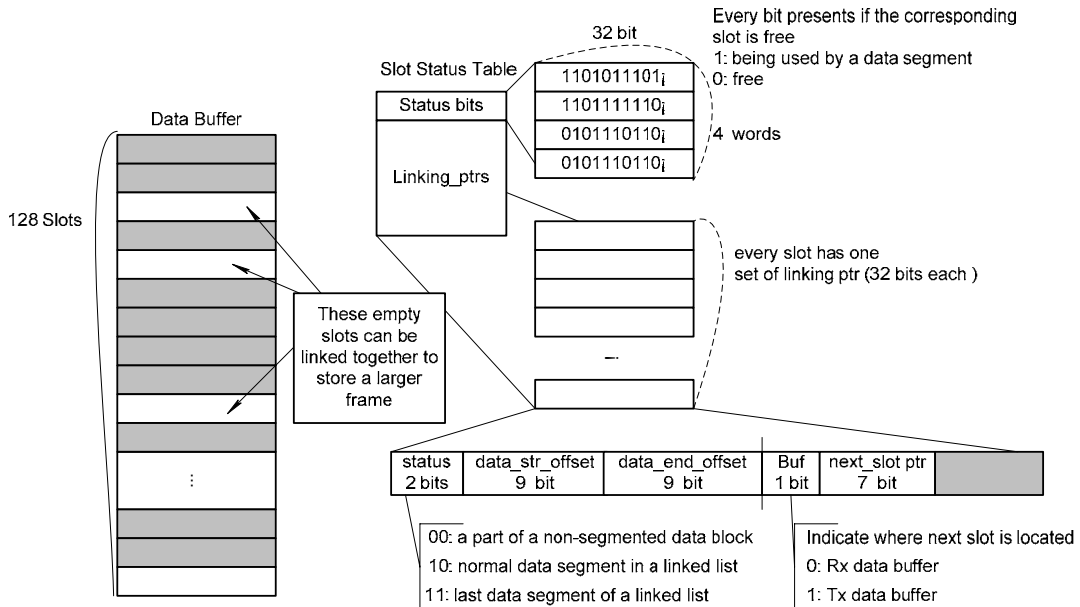 Every bit presents if the corresponding
slot is free
1: being used by a data segment
0: free
32 bit
Slot Status Table
Status bits
Linking_ptrs
1101011101¡
1101111110¡
0101110110¡
0101110110¡
4 words
Data Buffer
128 Slots
These empty
slots can be
linked together to
store a larger
frame
every slot has one
set of linking ptr (32 bits each )
status
2 bits
data_str_offset
9 bit
data_end_offset
9 bit
Buf
1 bit
next_slot ptr
7 bit
00: a part of a non-segmented data block
10: normal data segment in a linked list
11: last data segment of a linked list
Indicate where next slot is located
0: Rx data buffer
1: Tx data buffer